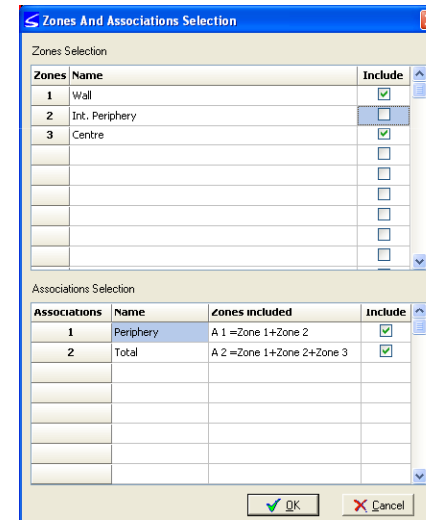 Zones And Associations Selection
Zones Selection
Zones Name Include
1 Wall
2 Int. Periphery
3 Centre
Associations Selection
Associations Name Zones included Include
1 Periphery A 1 =Zone 1+Zone 2
2 Total A 2 =Zone 1+Zone 2+Zone 3
OK Cancel